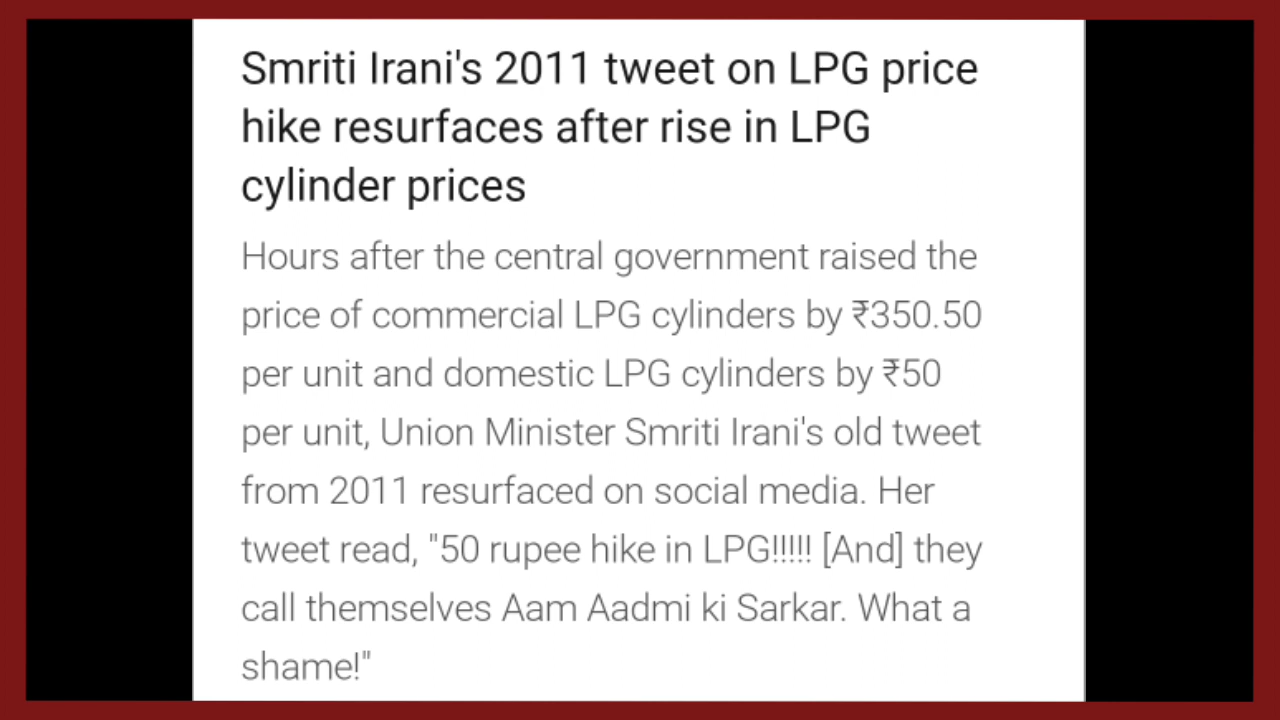 Smriti Irani's 2011 tweet on LPG price
hike resurfaces after rise in LPG
cylinder prices
Hours after the central government raised the
price of commercial LPG cylinders by ₹350.50
per unit and domestic LPG cylinders by ₹50
per unit, Union Minister Smriti Irani's old tweet
from 2011 resurfaced on social media. Her
tweet read, "50 rupee hike in LPG!!!!! [And] they
call themselves Aam Aadmi ki Sarkar. What a
shame!"